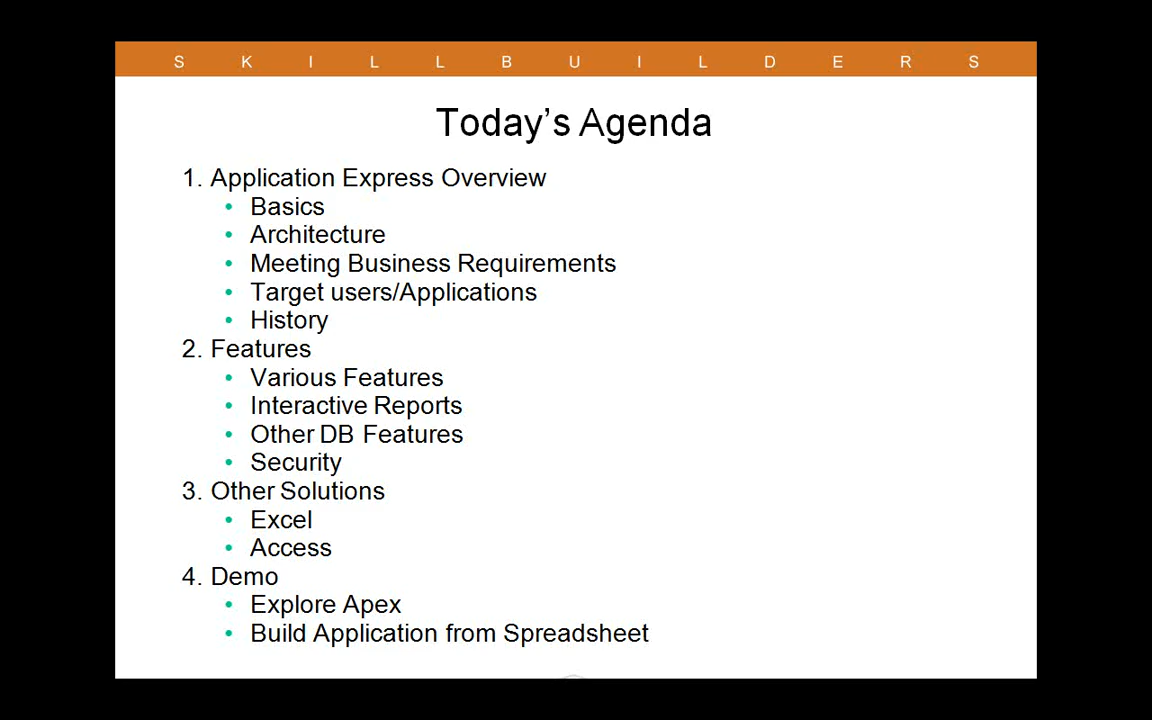 S K I L L B U I L D E R S
Today's Agenda
1. Application Express Overview
• Basics
• Architecture
• Meeting Business Requirements
• Target users/Applications
• History
2. Features
• Various Features
• Interactive Reports
• Other DB Features
• Security
3. Other Solutions
• Excel
• Access
4. Demo
• Explore Apex
• Build Application from Spreadsheet